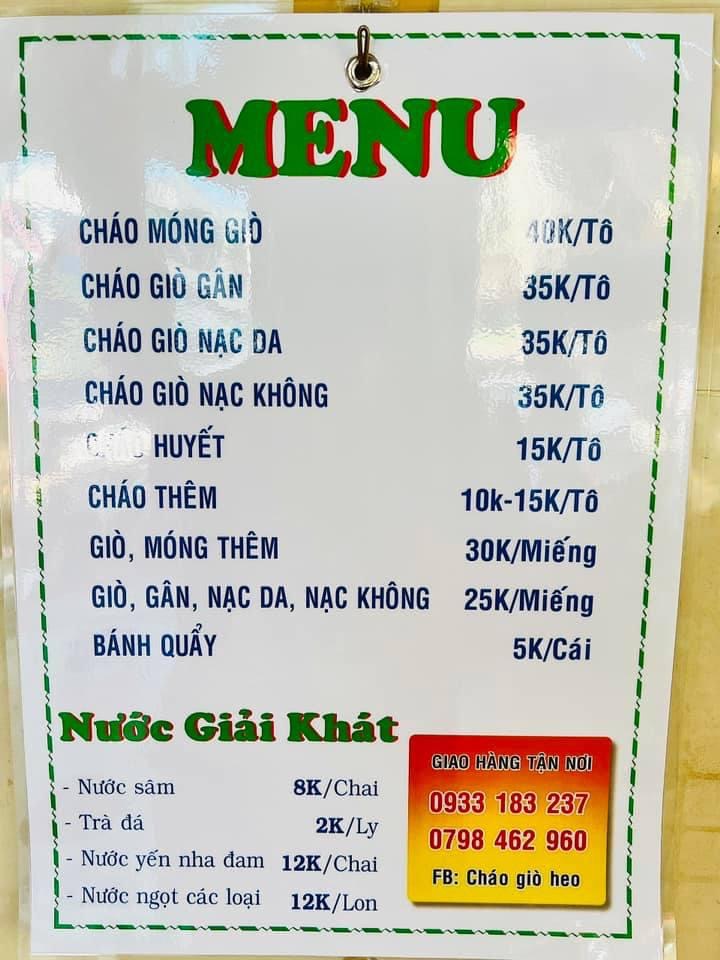 MENU
CHÁO MÓNG GIÒ 40K/Tô
CHÁO GIÒ GÂN 35K/Tô
CHÁO GIÒ NẠC DA 35K/Tô
CHÁO GIÒ NẠC KHÔNG 35K/Tô
CHÁO HUYẾT 15K/Tô
CHÁO THÊM 10k-15K/Tô
GIÒ, MÓNG THÊM 30K/Miếng
GIÒ, GÂN, NẠC DA, NẠC KHÔNG 25K/Miếng
BÁNH QUẨY 5K/Cái
Nước Giải Khát
- Nước sâm 8K/Chai
- Trà đá 2K/Ly
- Nước yến nha đam 12K/Chai
- Nước ngọt các loại 12K/Lon
GIAO HÀNG TẬN NƠI
0933 183 237
0798 462 960
FB: Cháo giò heo